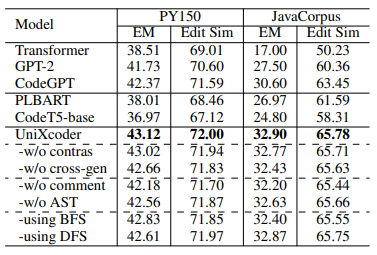 Model PY150 JavaCorpus
EM Edit Sim EM Edit Sim
Transformer 38.51 69.01 17.00 50.23
GPT-2 41.73 70.60 27.50 60.36
CodeGPT 42.37 71.59 30.60 63.45
PLBART 38.01 68.46 26.97 61.59
CodeT5-base 36.97 67.12 24.80 58.31
UniXcoder 43.12 72.00 32.90 65.78
-w/o contras 43.02 71.94 32.77 65.71
-w/o cross-gen 42.66 71.83 32.43 65.63
-w/o comment 42.18 71.70 32.20 65.44
-w/o AST 42.56 71.87 32.63 65.66
-using BFS 42.83 71.85 32.40 65.55
-using DFS 42.61 71.97 32.87 65.75